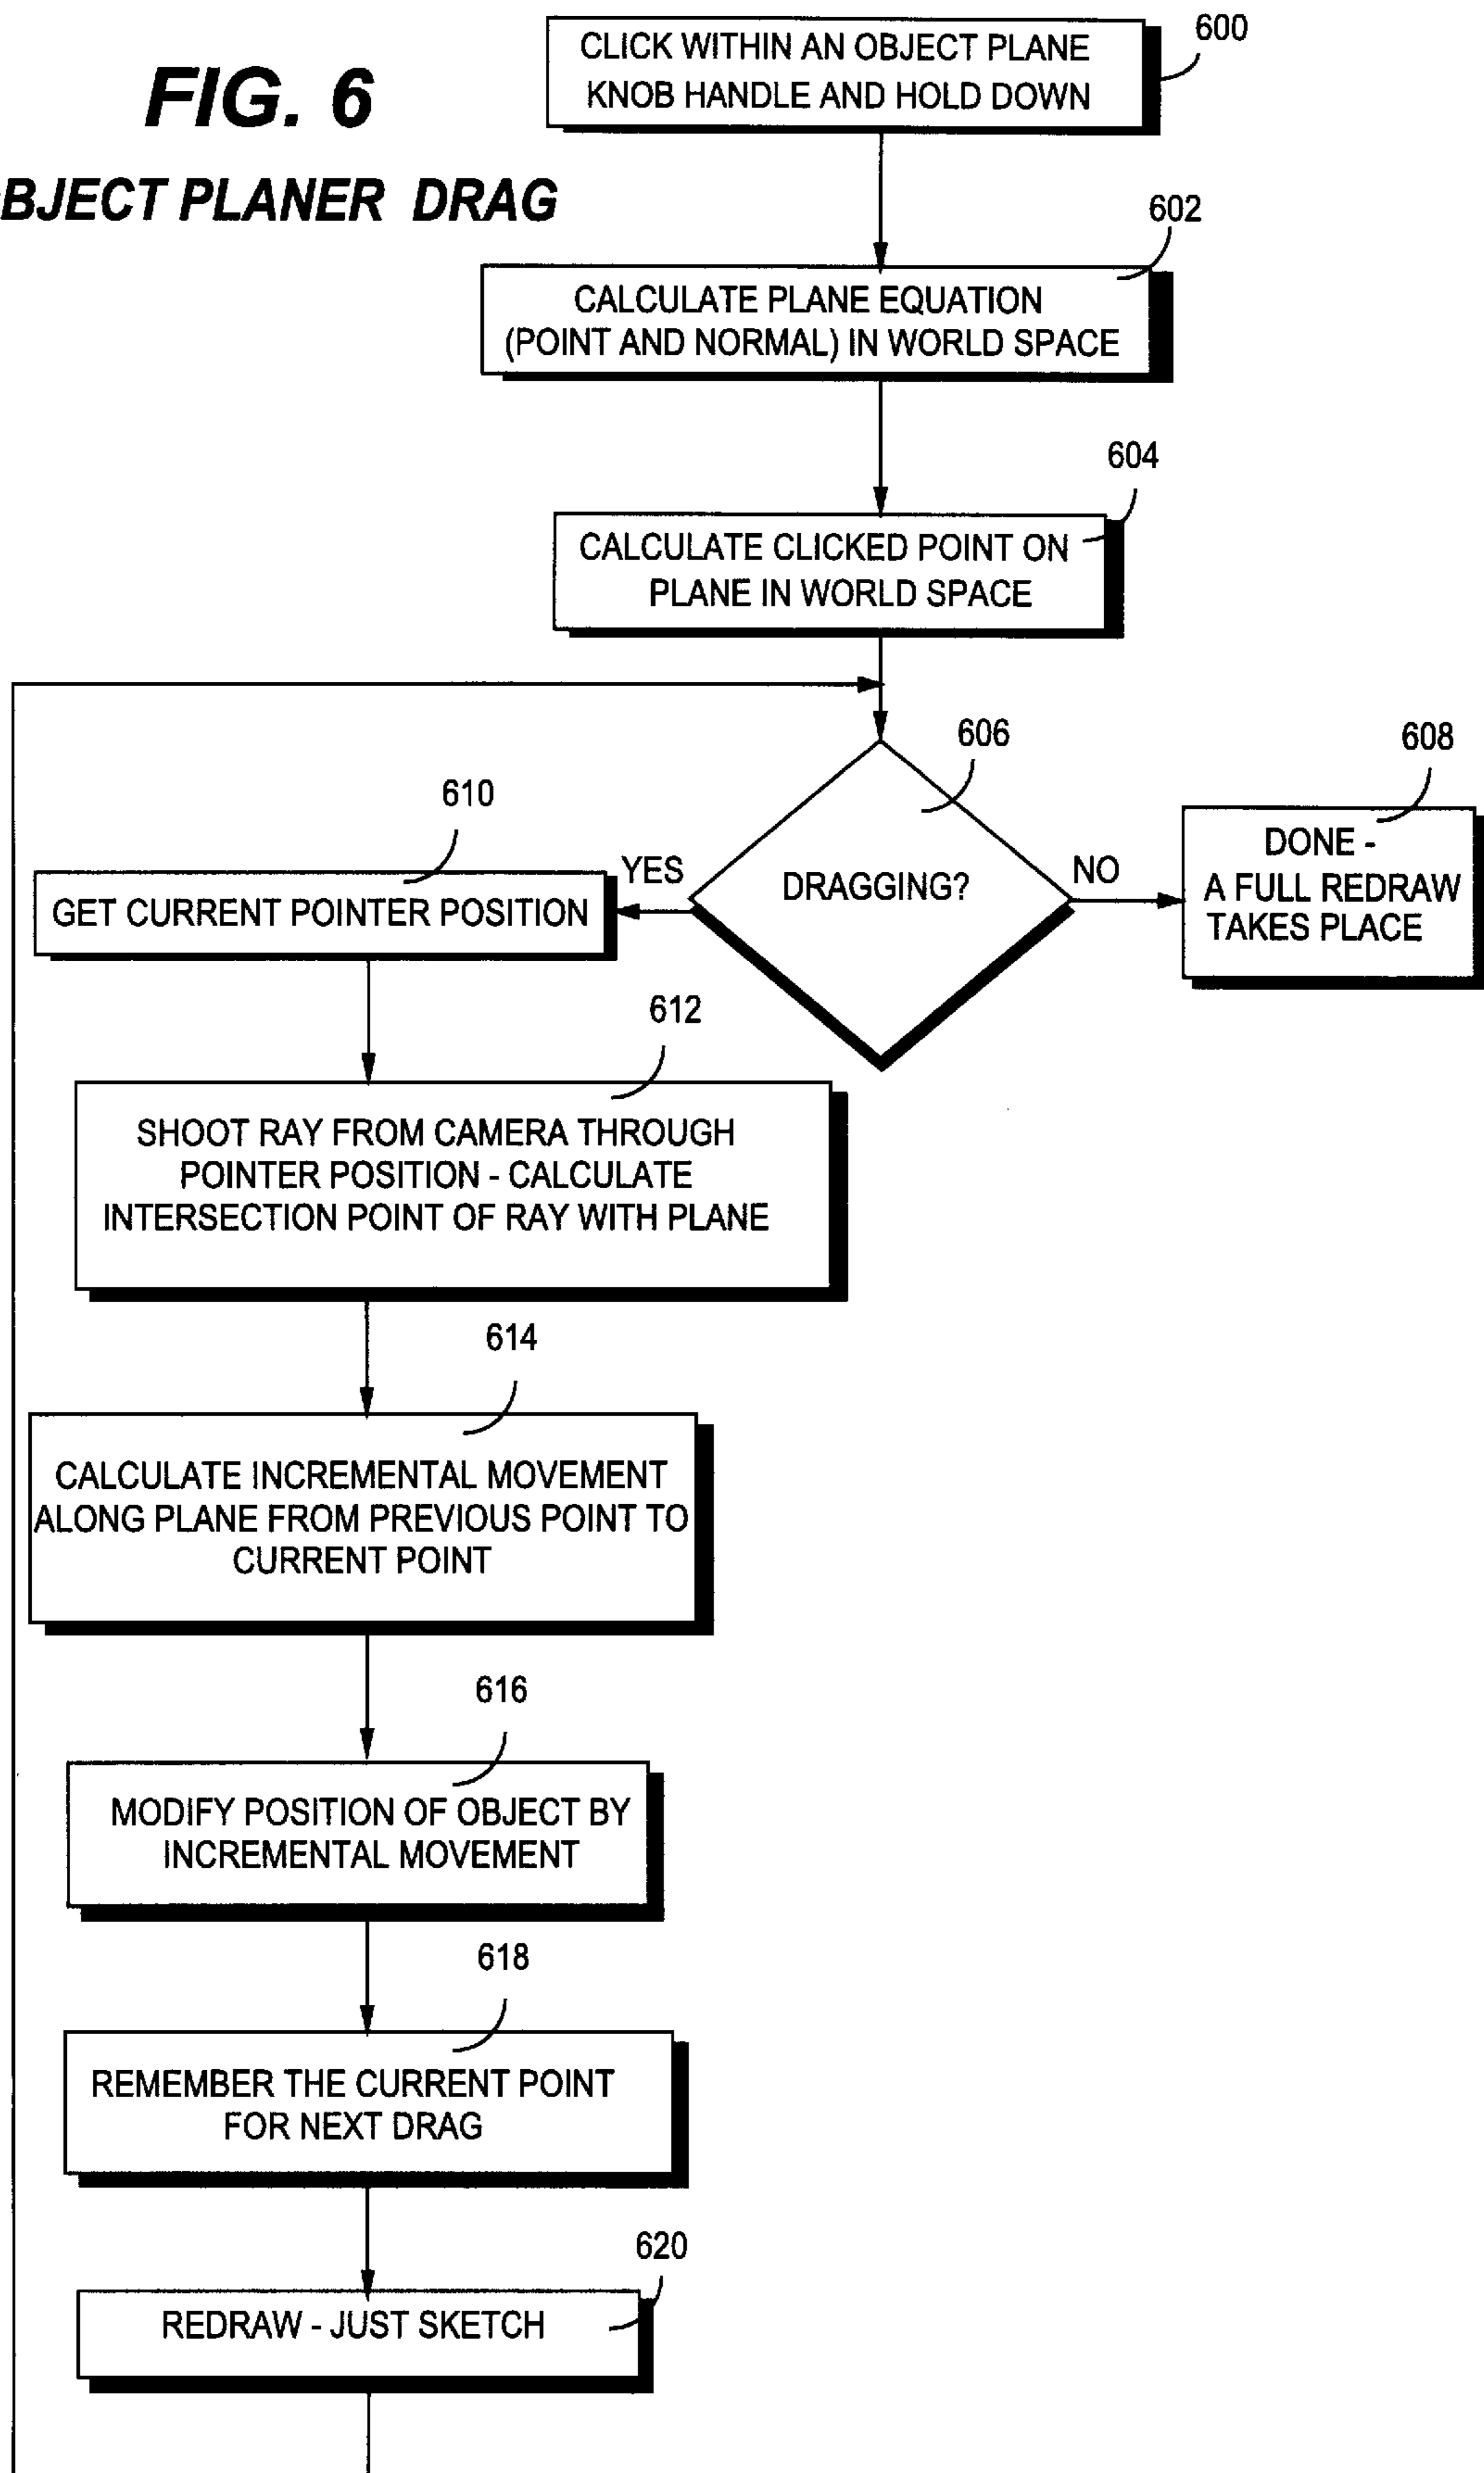 FIG. 6
BJECT PLANER DRAG
600
CLICK WITHIN AN OBJECT PLANE
KNOB HANDLE AND HOLD DOWN
602
CALCULATE PLANE EQUATION
(POINT AND NORMAL) IN WORLD SPACE
604
CALCULATE CLICKED POINT ON
PLANE IN WORLD SPACE
606
DRAGGING?
YES
NO
608
DONE -
A FULL REDRAW
TAKES PLACE
610
GET CURRENT POINTER POSITION
612
SHOOT RAY FROM CAMERA THROUGH
POINTER POSITION - CALCULATE
INTERSECTION POINT OF RAY WITH PLANE
614
CALCULATE INCREMENTAL MOVEMENT
ALONG PLANE FROM PREVIOUS POINT TO
CURRENT POINT
616
MODIFY POSITION OF OBJECT BY
INCREMENTAL MOVEMENT
618
REMEMBER THE CURRENT POINT
FOR NEXT DRAG
620
REDRAW - JUST SKETCH